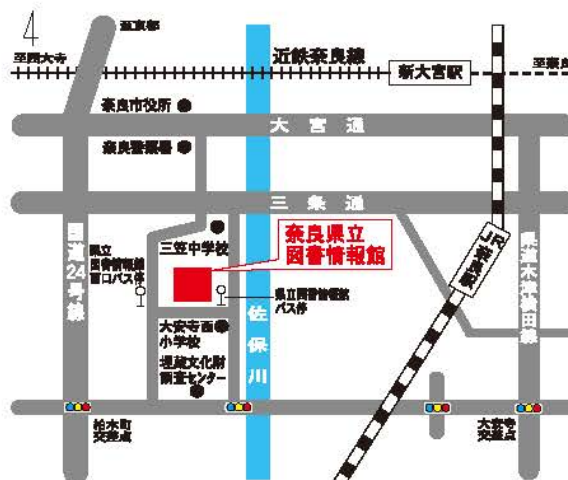 4
至京都
至西大寺
近鉄奈良線
新大宮駅
至奈良
奈良市役所
大宮通
奈良警察署
三条通
三笠中学校
奈良県立
図書情報館
県立
図書情報館
西口バス停
国道24号線
県立図書情報館
バス停
JR奈良駅
県道木津横田線
大安寺西
小学校
佐保川
埋蔵文化財
調査センター
柏木町
交差点
大安寺
交差点